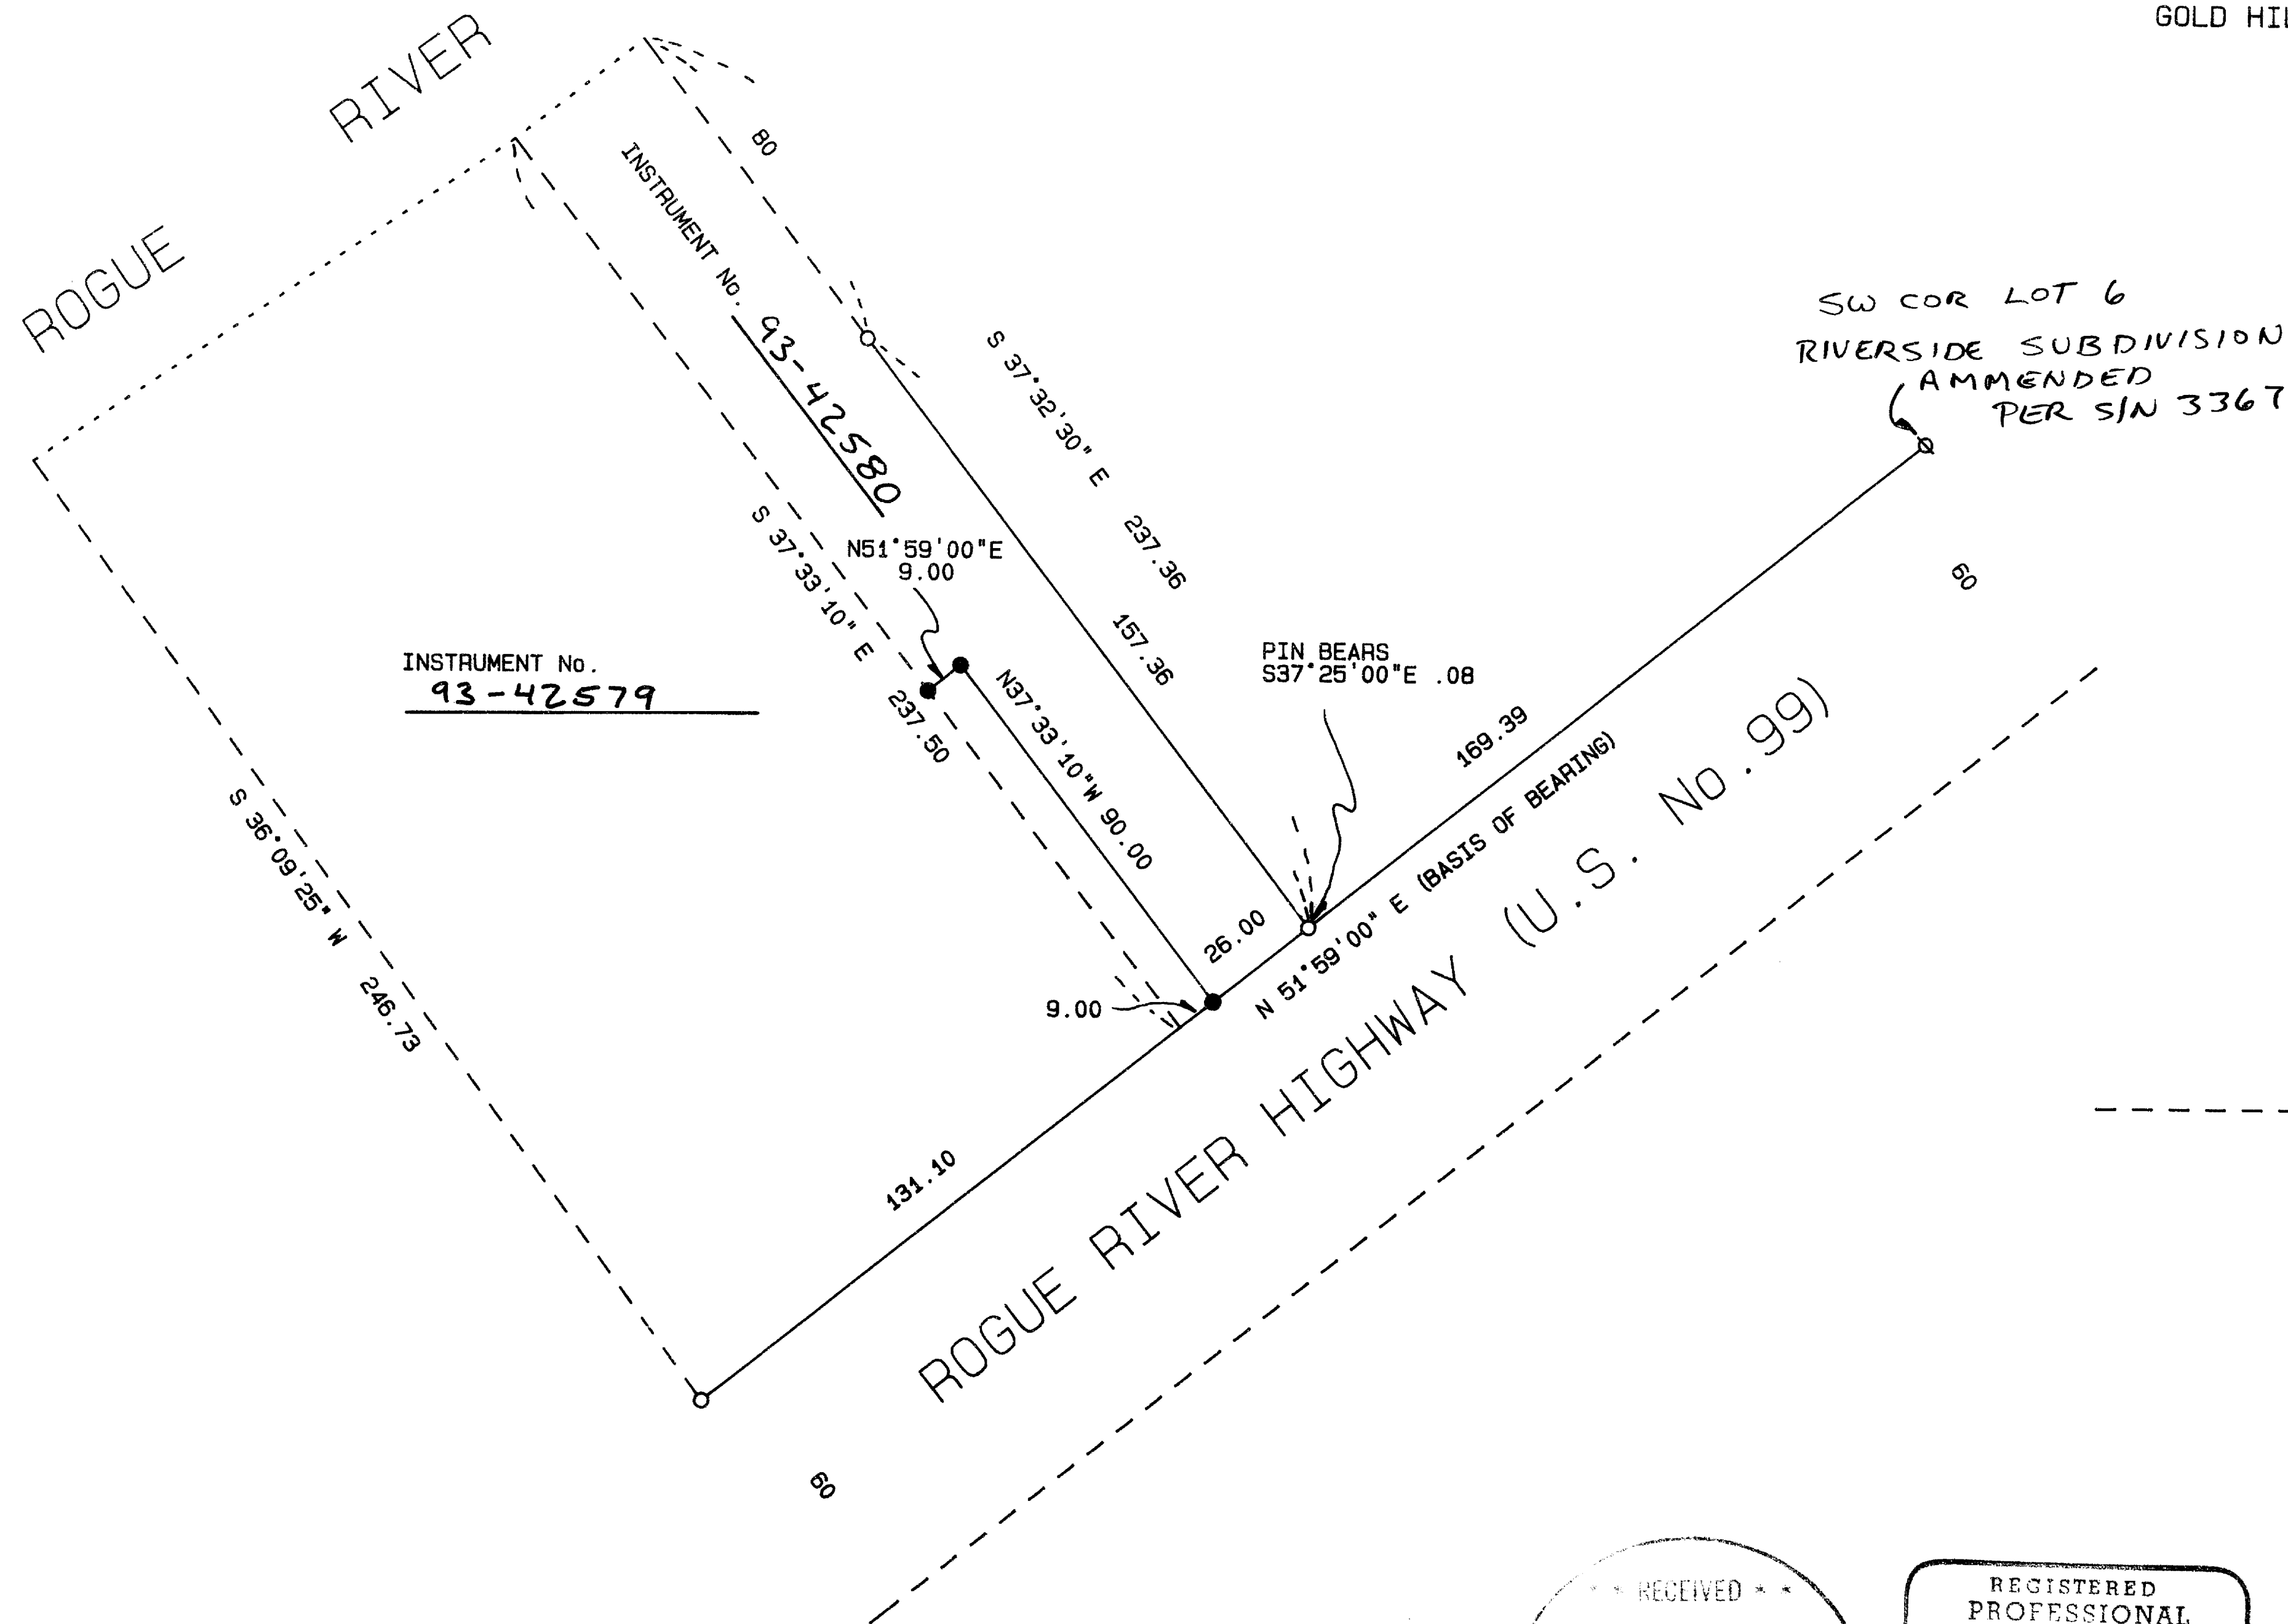 GOLD HIL
RIVER
ROGUE
80
INSTRUMENT No. 93-42580
S 37°32'30" E 237.36
157.36
SW COR LOT 6
RIVERSIDE SUBDIVISION
AMMENDED
PER S/N 3367
60
S 37°33'10" E 237.50
N51°59'00"E
9.00
INSTRUMENT No.
93-42579
N37°33'10"W 90.00
PIN BEARS
S37°25'00"E .08
169.39
N 51°59'00" E (BASIS OF BEARING)
26.00
9.00
S 36°09'25" W 246.73
131.10
ROGUE RIVER HIGHWAY (U.S. No.99)
60
* * RECEIVED * *
REGISTERED
PROFESSIONAL